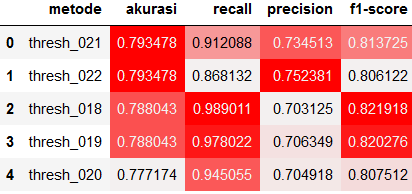 metode akurasi recall precision f1-score
0 thresh_021 0.793478 0.912088 0.734513 0.813725
1 thresh_022 0.793478 0.868132 0.752381 0.806122
2 thresh_018 0.788043 0.989011 0.703125 0.821918
3 thresh_019 0.788043 0.978022 0.706349 0.820276
4 thresh_020 0.777174 0.945055 0.704918 0.807512